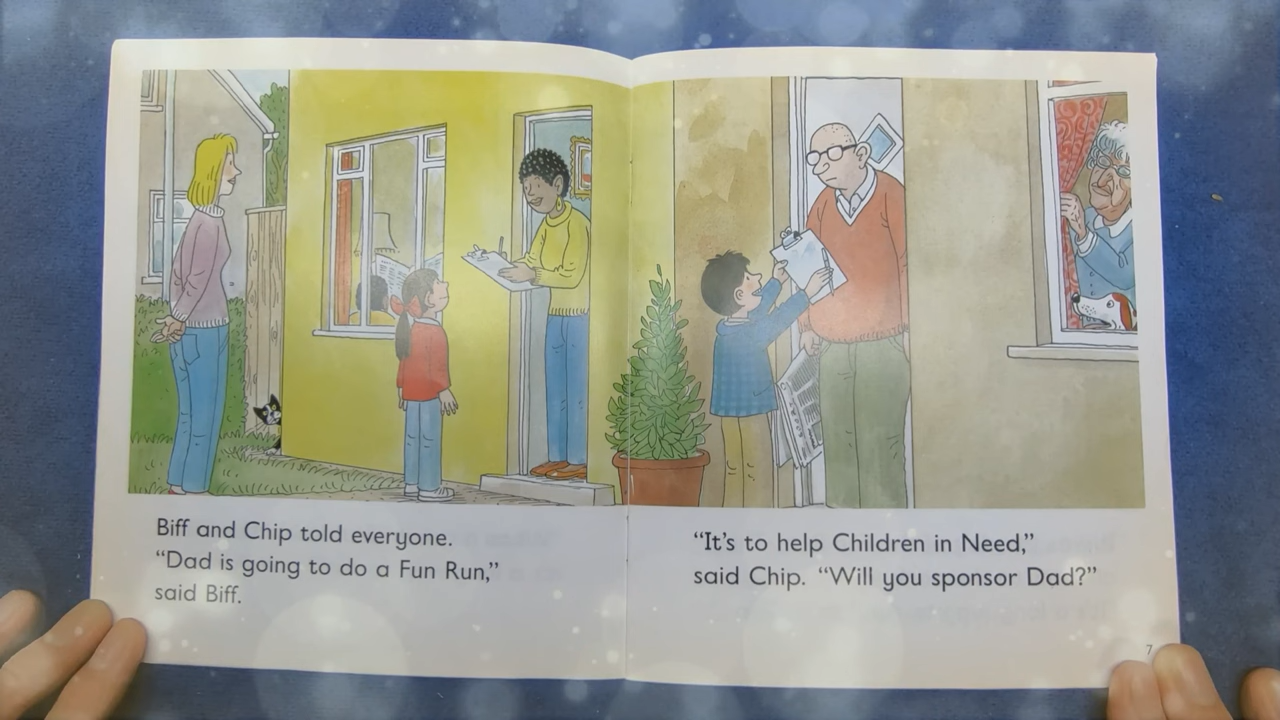 Biff and Chip told everyone.
“Dad is going to do a Fun Run,”
said Biff.
“It’s to help Children in Need,”
said Chip. “Will you sponsor Dad?”
7